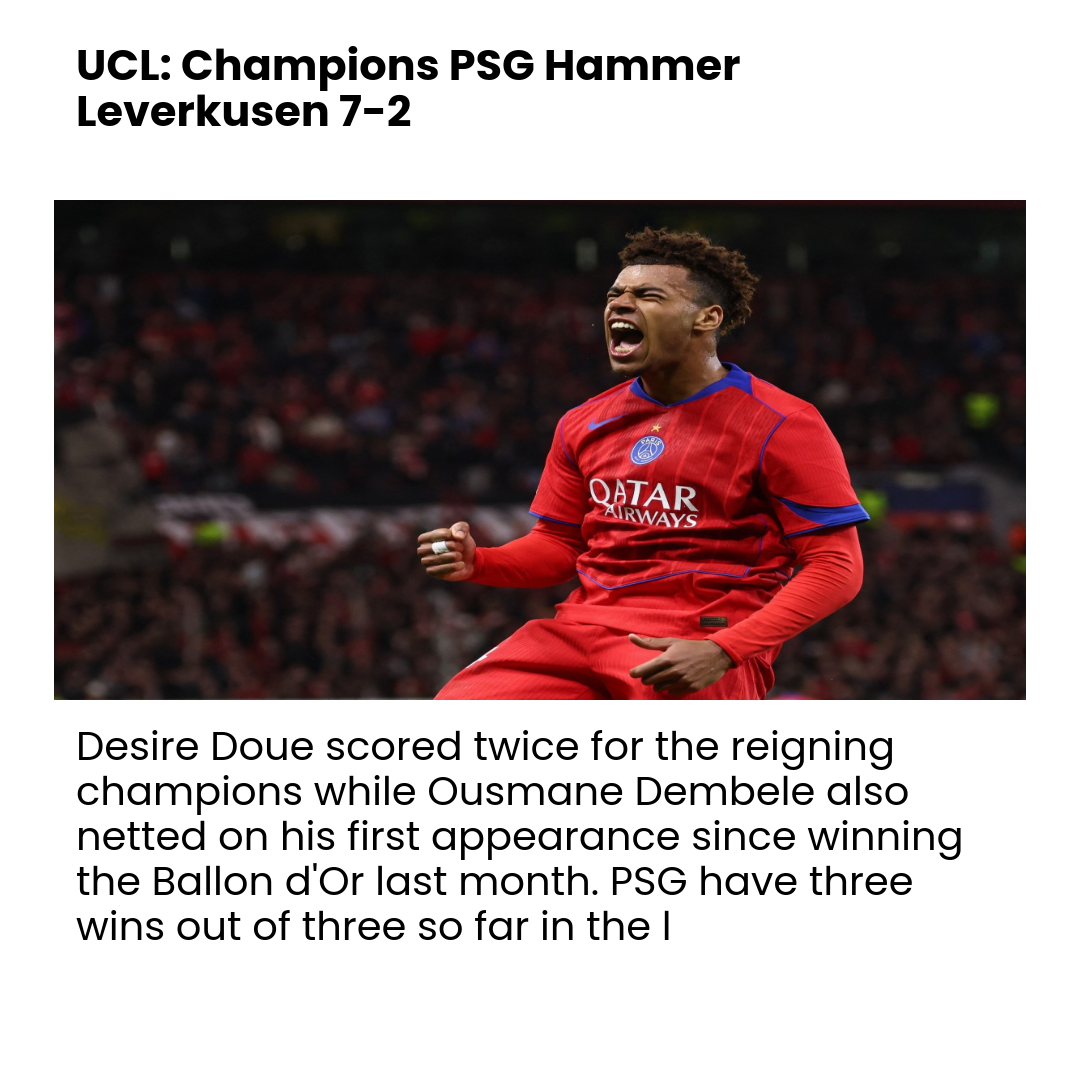 UCL: Champions PSG Hammer
Leverkusen 7-2
PARIS
QATAR
AIRWAYS
Desire Doue scored twice for the reigning
champions while Ousmane Dembele also
netted on his first appearance since winning
the Ballon d'Or last month. PSG have three
wins out of three so far in the l